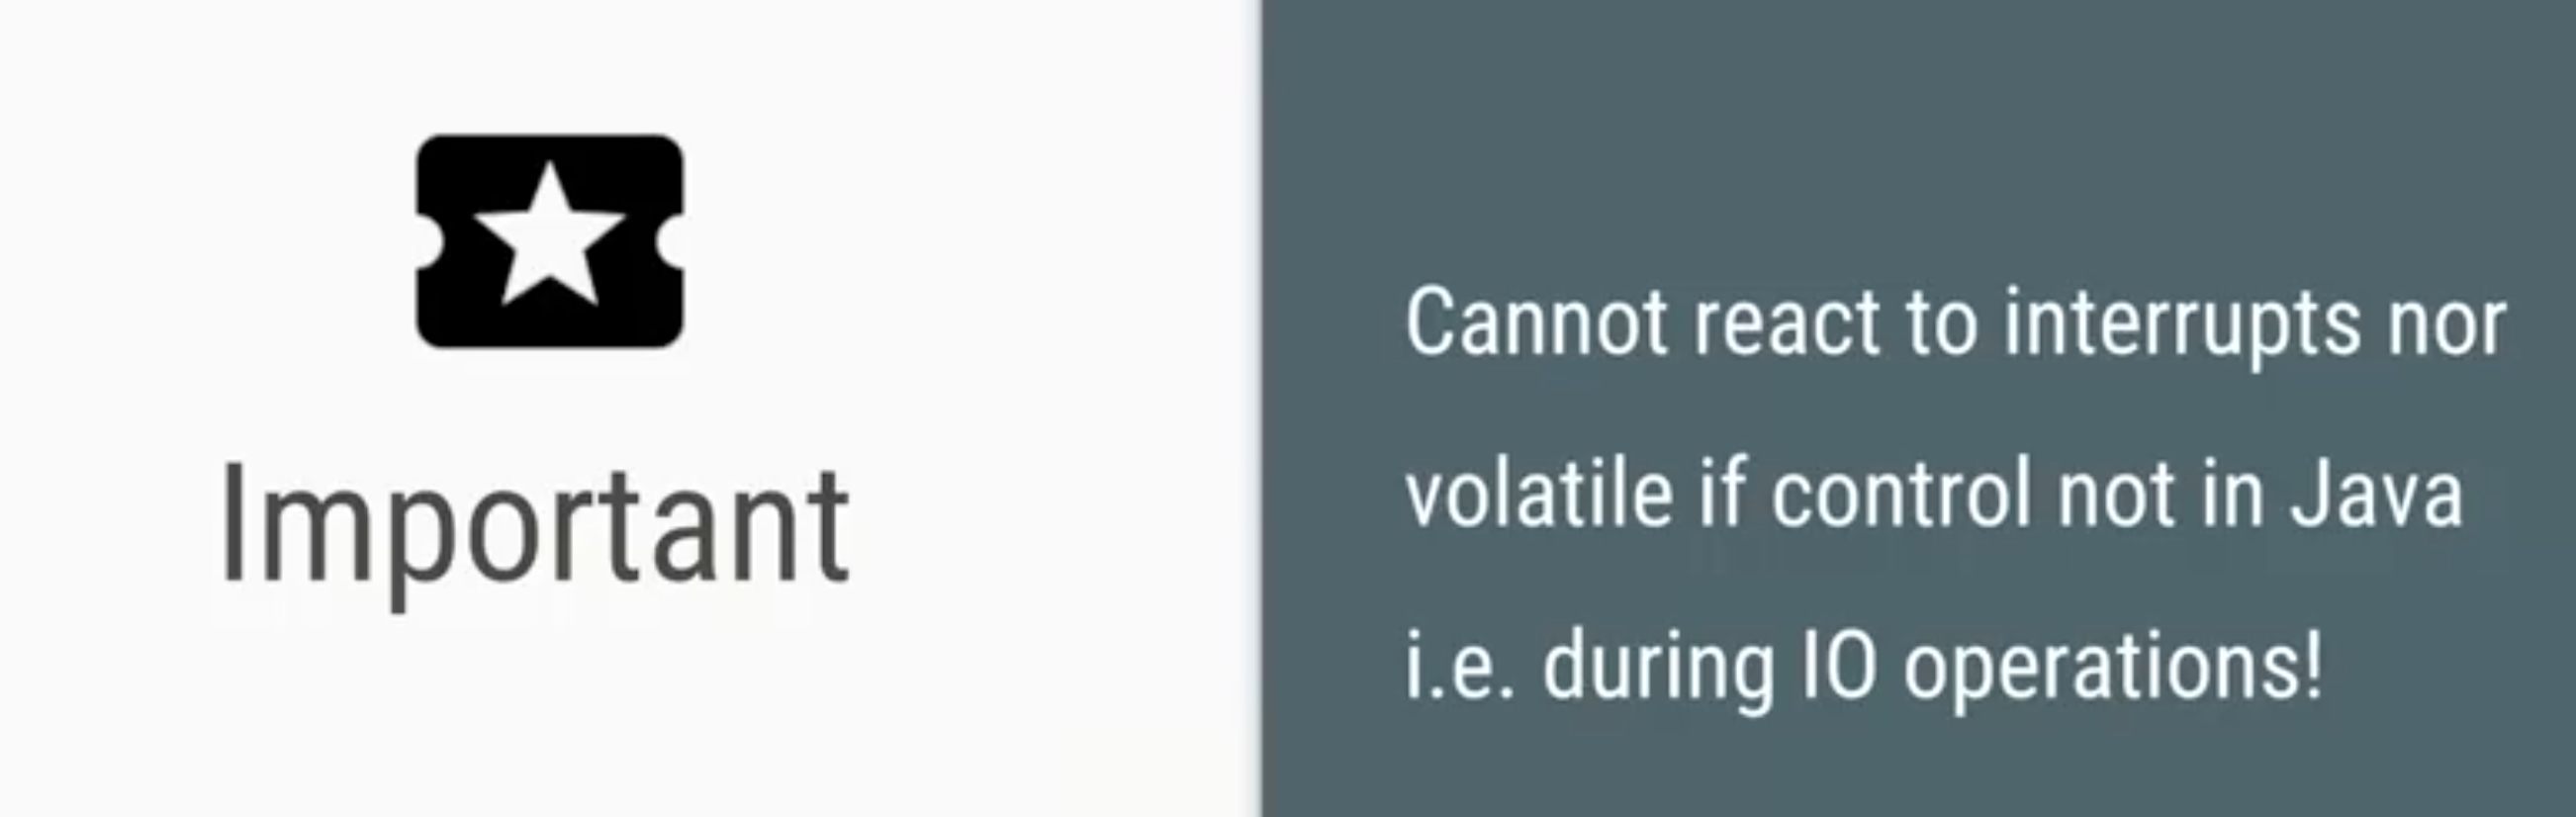 Important
Cannot react to interrupts nor
volatile if control not in Java
i.e. during IO operations!